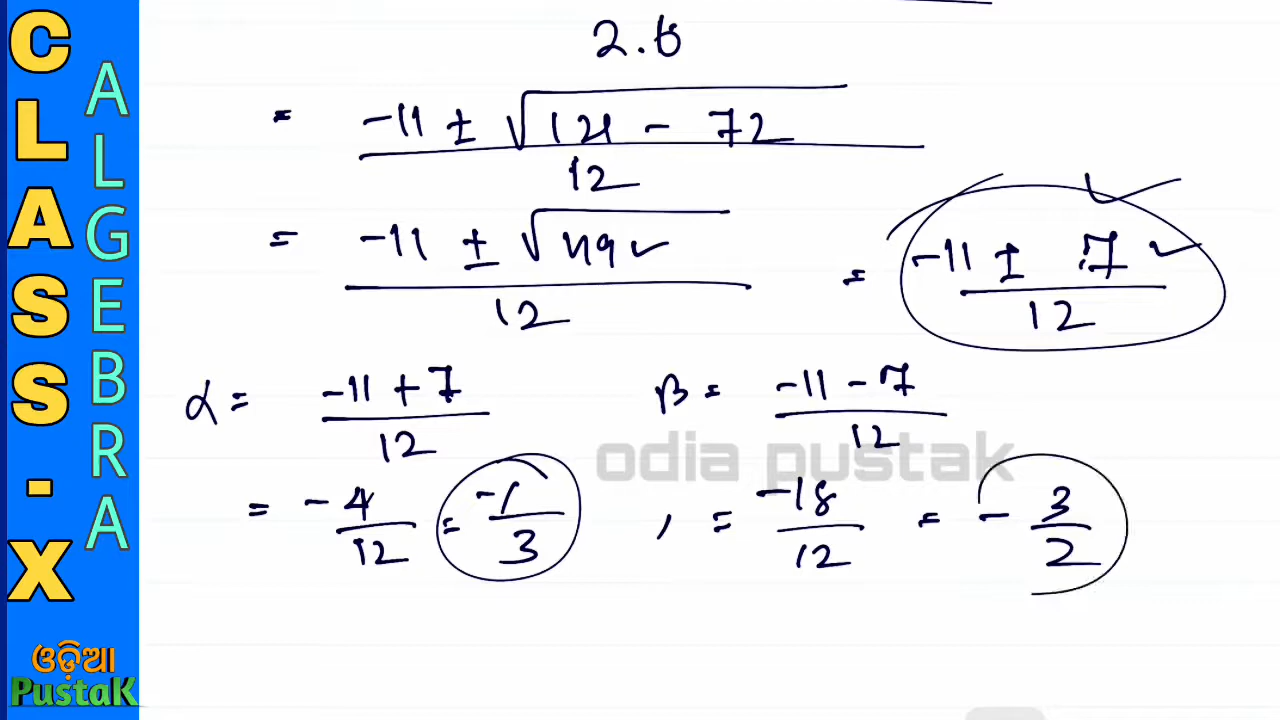 CLASS-X
ALGEBRA
ଓଡ଼ିଆ
PustaK
2.6
= -11 ± √121 - 72
12
= -11 ± √49 ✓
12
= -11 ± 7 ✓
12
α = -11 + 7
12
β = -11 - 7
12
odia pustak
= -4/12 = -1/3 , = -18/12 = -3/2